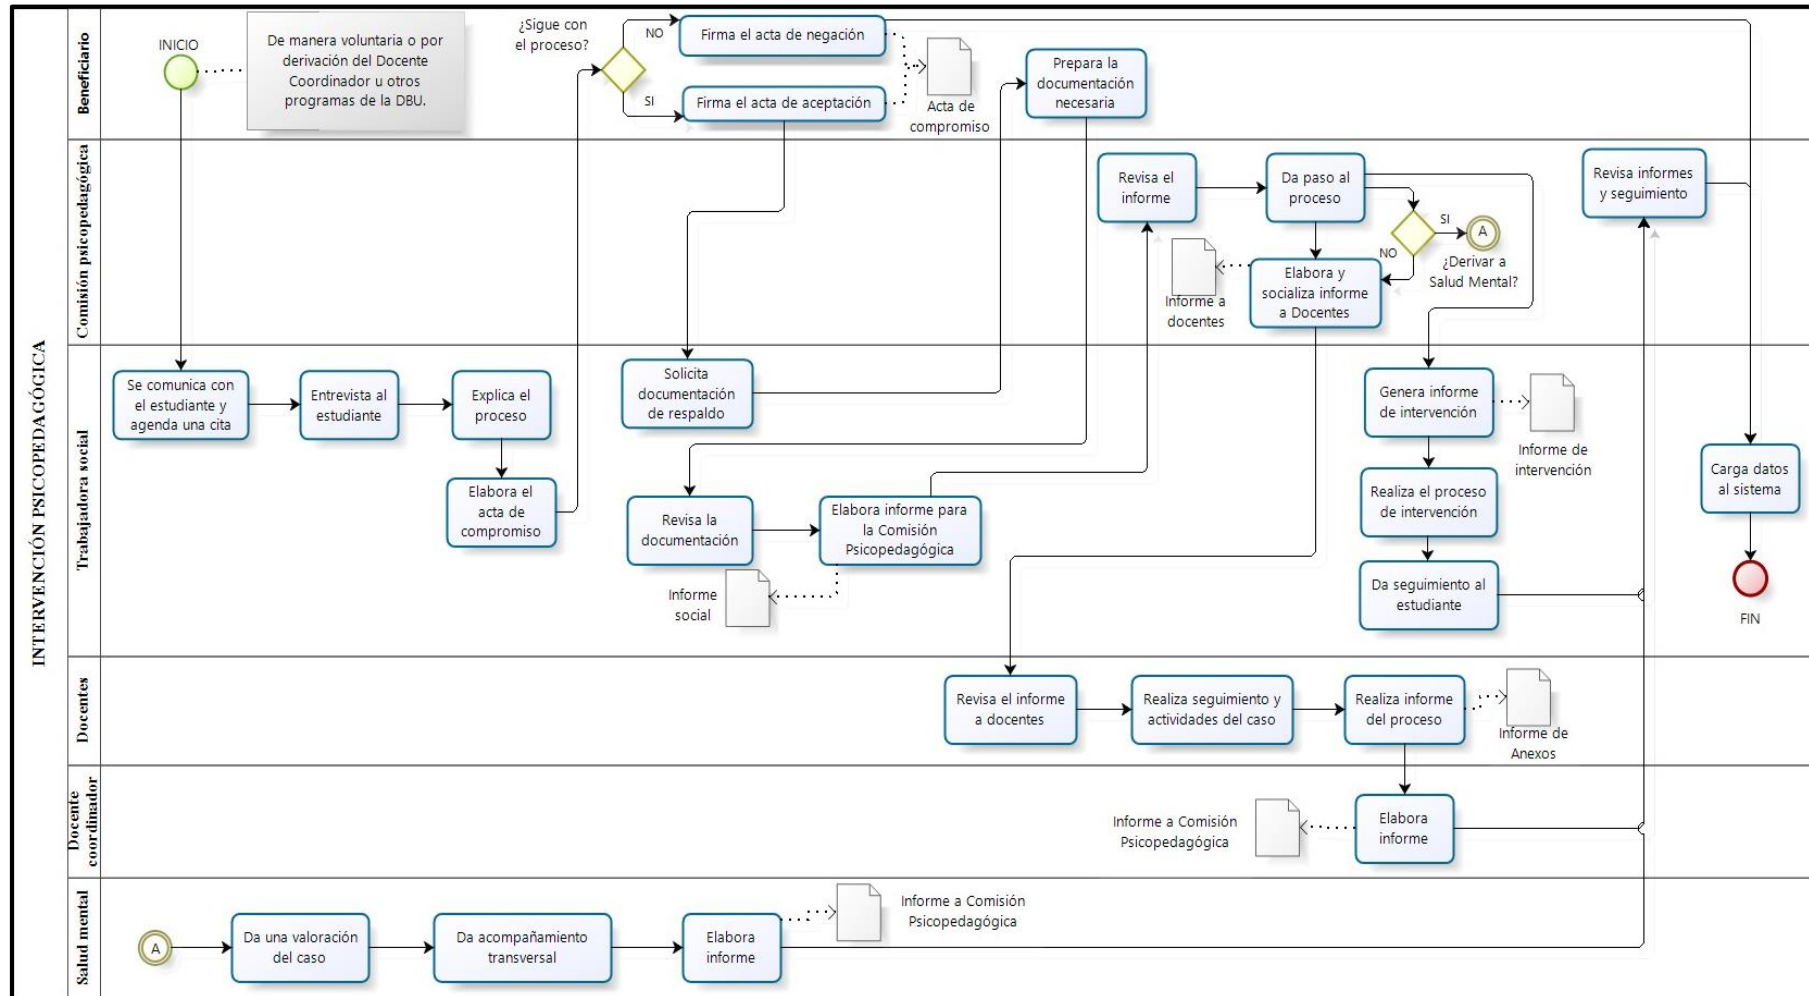 INTERVENCIÓN PSICOPEDAGÓGICA
Beneficiario
INICIO
De manera voluntaria o por
derivación del Docente
Coordinador u otros
programas de la DBU.
¿Sigue con
el proceso?
NO
SI
Firma el acta de negación
Firma el acta de aceptación
Acta de
compromiso
Prepara la
documentación
necesaria
Comisión psicopedagógica
Revisa el
informe
Da paso al
proceso
SI
A
NO
¿Derivar a
Salud Mental?
Elabora y
socializa informe
a Docentes
Informe a
docentes
Revisa informes
y seguimiento
Trabajadora social
Se comunica con
el estudiante y
agenda una cita
Entrevista al
estudiante
Explica el
proceso
Elabora el
acta de
compromiso
Solicita
documentación
de respaldo
Revisa la
documentación
Elabora informe para
la Comisión
Psicopedagógica
Informe
social
Genera informe
de intervención
Informe de
intervención
Realiza el proceso
de intervención
Da seguimiento al
estudiante
Carga datos
al sistema
FIN
Docentes
Revisa el informe
a docentes
Realiza seguimiento y
actividades del caso
Realiza informe
del proceso
Informe de
Anexos
Docente
coordinador
Informe a Comisión
Psicopedagógica
Elabora
informe
Salud mental
A
Da una valoración
del caso
Da acompañamiento
transversal
Elabora
informe
Informe a Comisión
Psicopedagógica